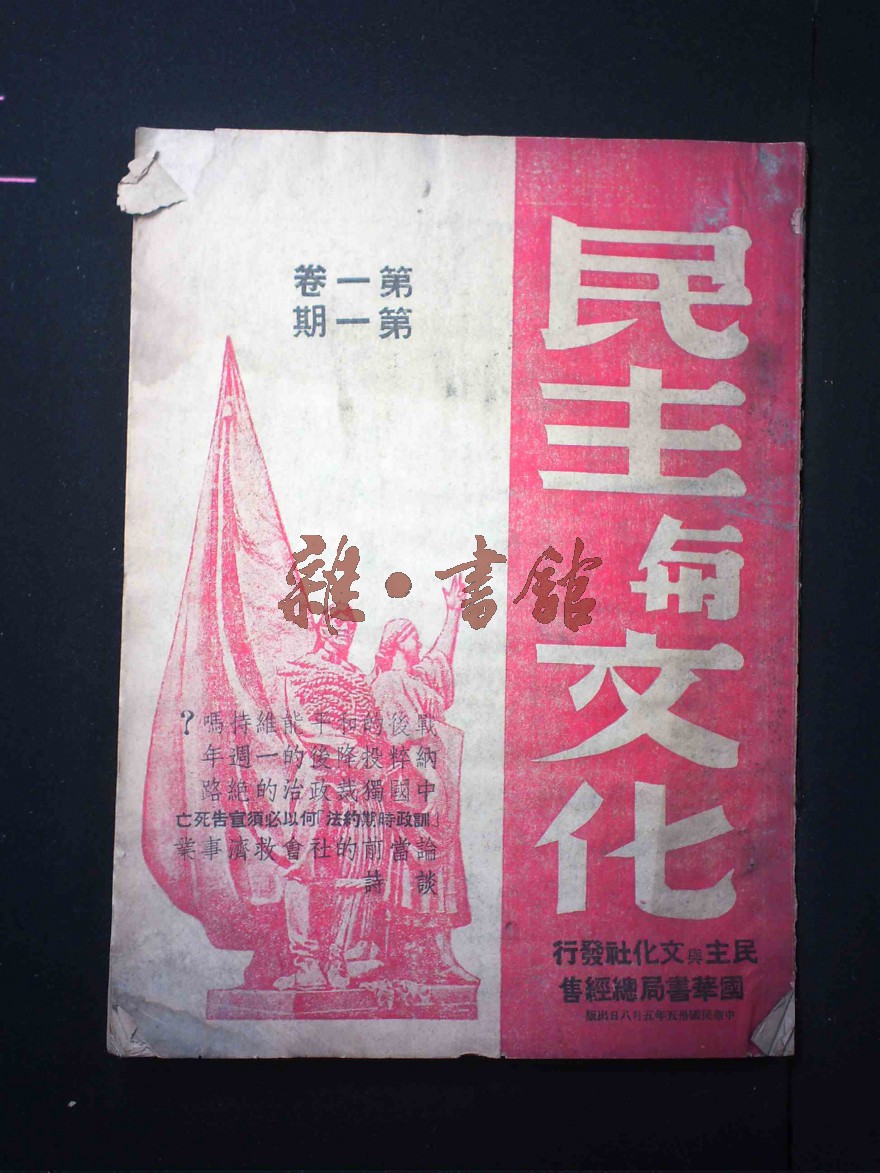 民主與文化
第一卷
第一期
雜·書館
戰後的和平能維持嗎？
納粹投降後的一週年
中國獨裁政治的絕路
「訓政時期約法」何以必須宣告死亡
論當前的社會救濟事業
談詩
民主與文化社發行
國華書局總經售
中華民國卅五年五月八日出版